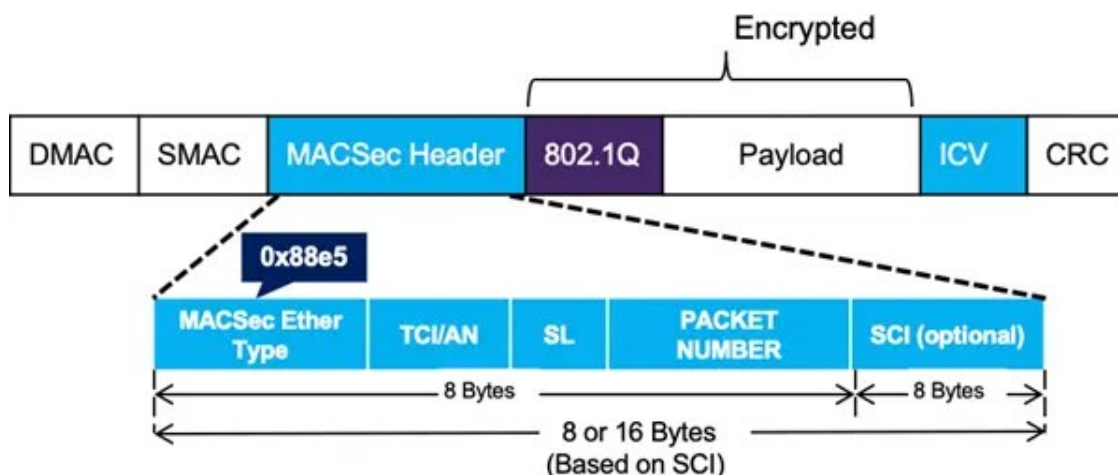 Encrypted
DMAC
SMAC
MACSec Header
802.1Q
Payload
ICV
CRC
0x88e5
MACSec Ether
Type
TCI/AN
SL
PACKET
NUMBER
SCI (optional)
8 Bytes
8 Bytes
8 or 16 Bytes
(Based on SCI)